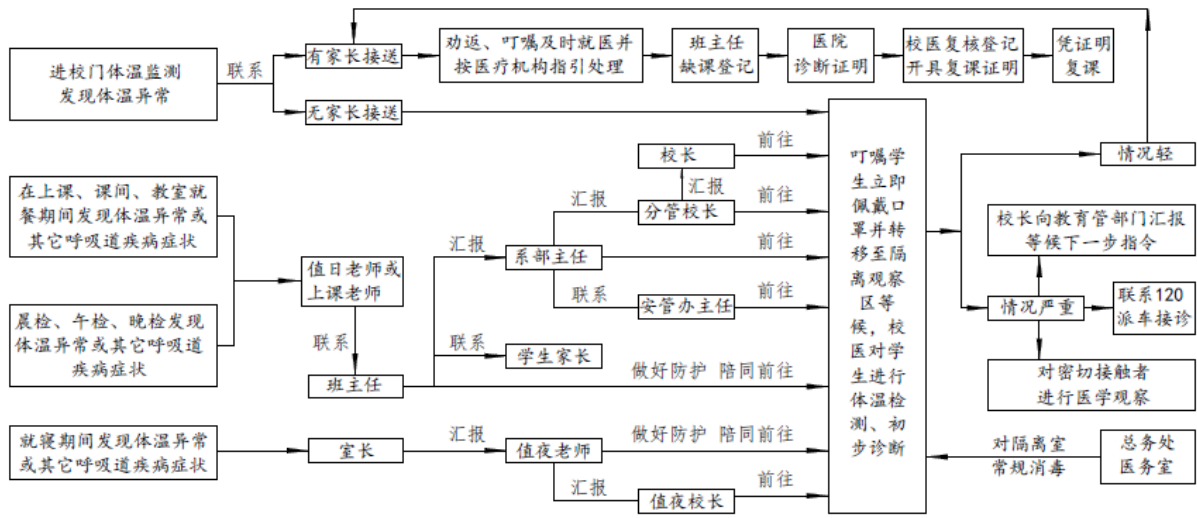 进校门体温监测
发现体温异常
联系
有家长接送
劝返、叮嘱及时就医并
按医疗机构指引处理
班主任
缺课登记
医院
诊断证明
校医复核登记
开具复课证明
凭证明
复课
无家长接送
在上课、课间、教室就
餐期间发现体温异常或
其它呼吸道疾病症状
晨检、午检、晚检发现
体温异常或其它呼吸道
疾病症状
值日老师或
上课老师
联系
班主任
汇报
系部主任
汇报
分管校长
汇报
校长
前往
前往
前往
联系
安管办主任
前往
联系
学生家长
做好防护 陪同前往
就寝期间发现体温异常
或其它呼吸道疾病症状
室长
汇报
值夜老师
做好防护 陪同前往
汇报
值夜校长
前往
叮嘱学
生立即
佩戴口
罩并转
移至隔
离观察
区等
候，校
医对学
生进行
体温检
测、初
步诊断
情况轻
校长向教育管部门汇报
等候下一步指令
情况严重
联系120
派车接诊
对密切接触者
进行医学观察
对隔离室
常规消毒
总务处
医务室